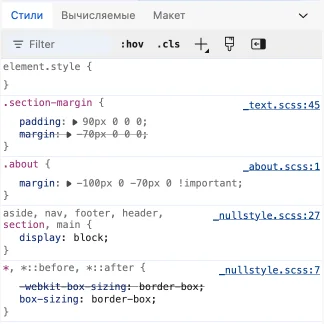 Стили Вычисляемые Макет
Filter :hov .cls
element.style {
}
.section-margin { _text.scss:45
padding: 90px 0 0 0;
margin: -70px 0 0 0;
}
.about { _about.scss:1
margin: -100px 0 -70px 0 !important;
}
aside, nav, footer, header, _nullstyle.scss:27
section, main {
display: block;
}
*, *::before, *::after { _nullstyle.scss:7
-webkit-box-sizing: border-box;
box-sizing: border-box;
}